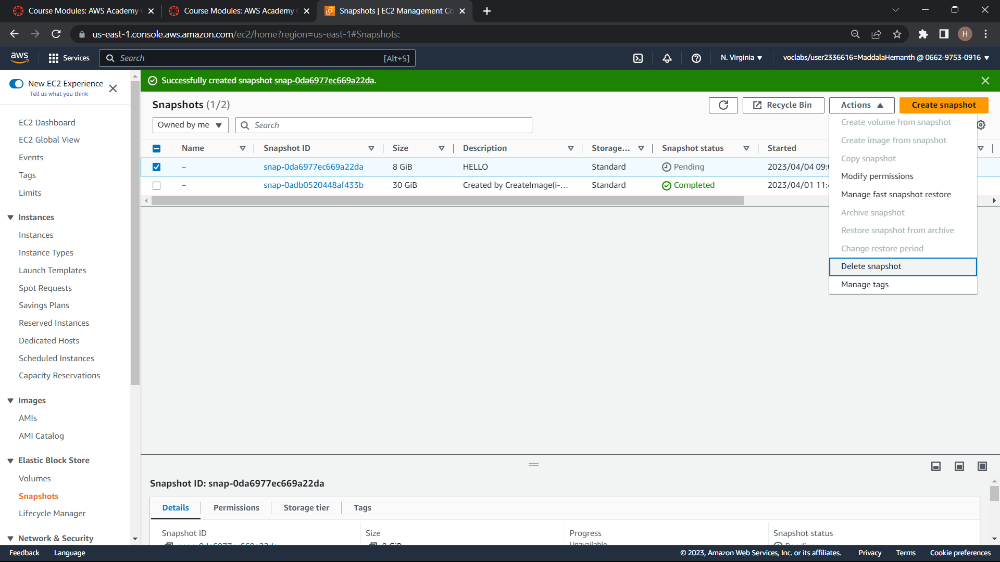 Course Modules: AWS Academy
Course Modules: AWS Academy
Snapshots | EC2 Management Co
us-east-1.console.aws.amazon.com/ec2/home?region=us-east-1#Snapshots:
H
aws
Services
Search
[Alt+S]
N. Virginia
voclabs/user2336616=MaddalaHemanth @ 0662-9753-0916
New EC2 Experience
Tell us what you think
EC2 Dashboard
EC2 Global View
Events
Tags
Limits
Instances
Instances
Instance Types
Launch Templates
Spot Requests
Savings Plans
Reserved Instances
Dedicated Hosts
Scheduled Instances
Capacity Reservations
Images
AMIs
AMI Catalog
Elastic Block Store
Volumes
Snapshots
Lifecycle Manager
Network & Security
Successfully created snapshot snap-0da6977ec669a22da.
Snapshots (1/2)
Recycle Bin
Actions
Create snapshot
Owned by me
Search
Name Snapshot ID Size Description Storage... Snapshot status Started
– snap-0da6977ec669a22da 8 GiB HELLO Standard Pending 2023/04/04 09:
– snap-0adb0520448af433b 30 GiB Created by CreateImage(i-... Standard Completed 2023/04/01 11:
Create volume from snapshot
Create image from snapshot
Copy snapshot
Modify permissions
Manage fast snapshot restore
Archive snapshot
Restore snapshot from archive
Change restore period
Delete snapshot
Manage tags
Snapshot ID: snap-0da6977ec669a22da
Details
Permissions
Storage tier
Tags
Snapshot ID
Size
Progress
Snapshot status
snap-0da6977ec669a22da
8 GiB
Unavailable
Pending
Feedback
Language
© 2023, Amazon Web Services, Inc. or its affiliates.
Privacy
Terms
Cookie preferences